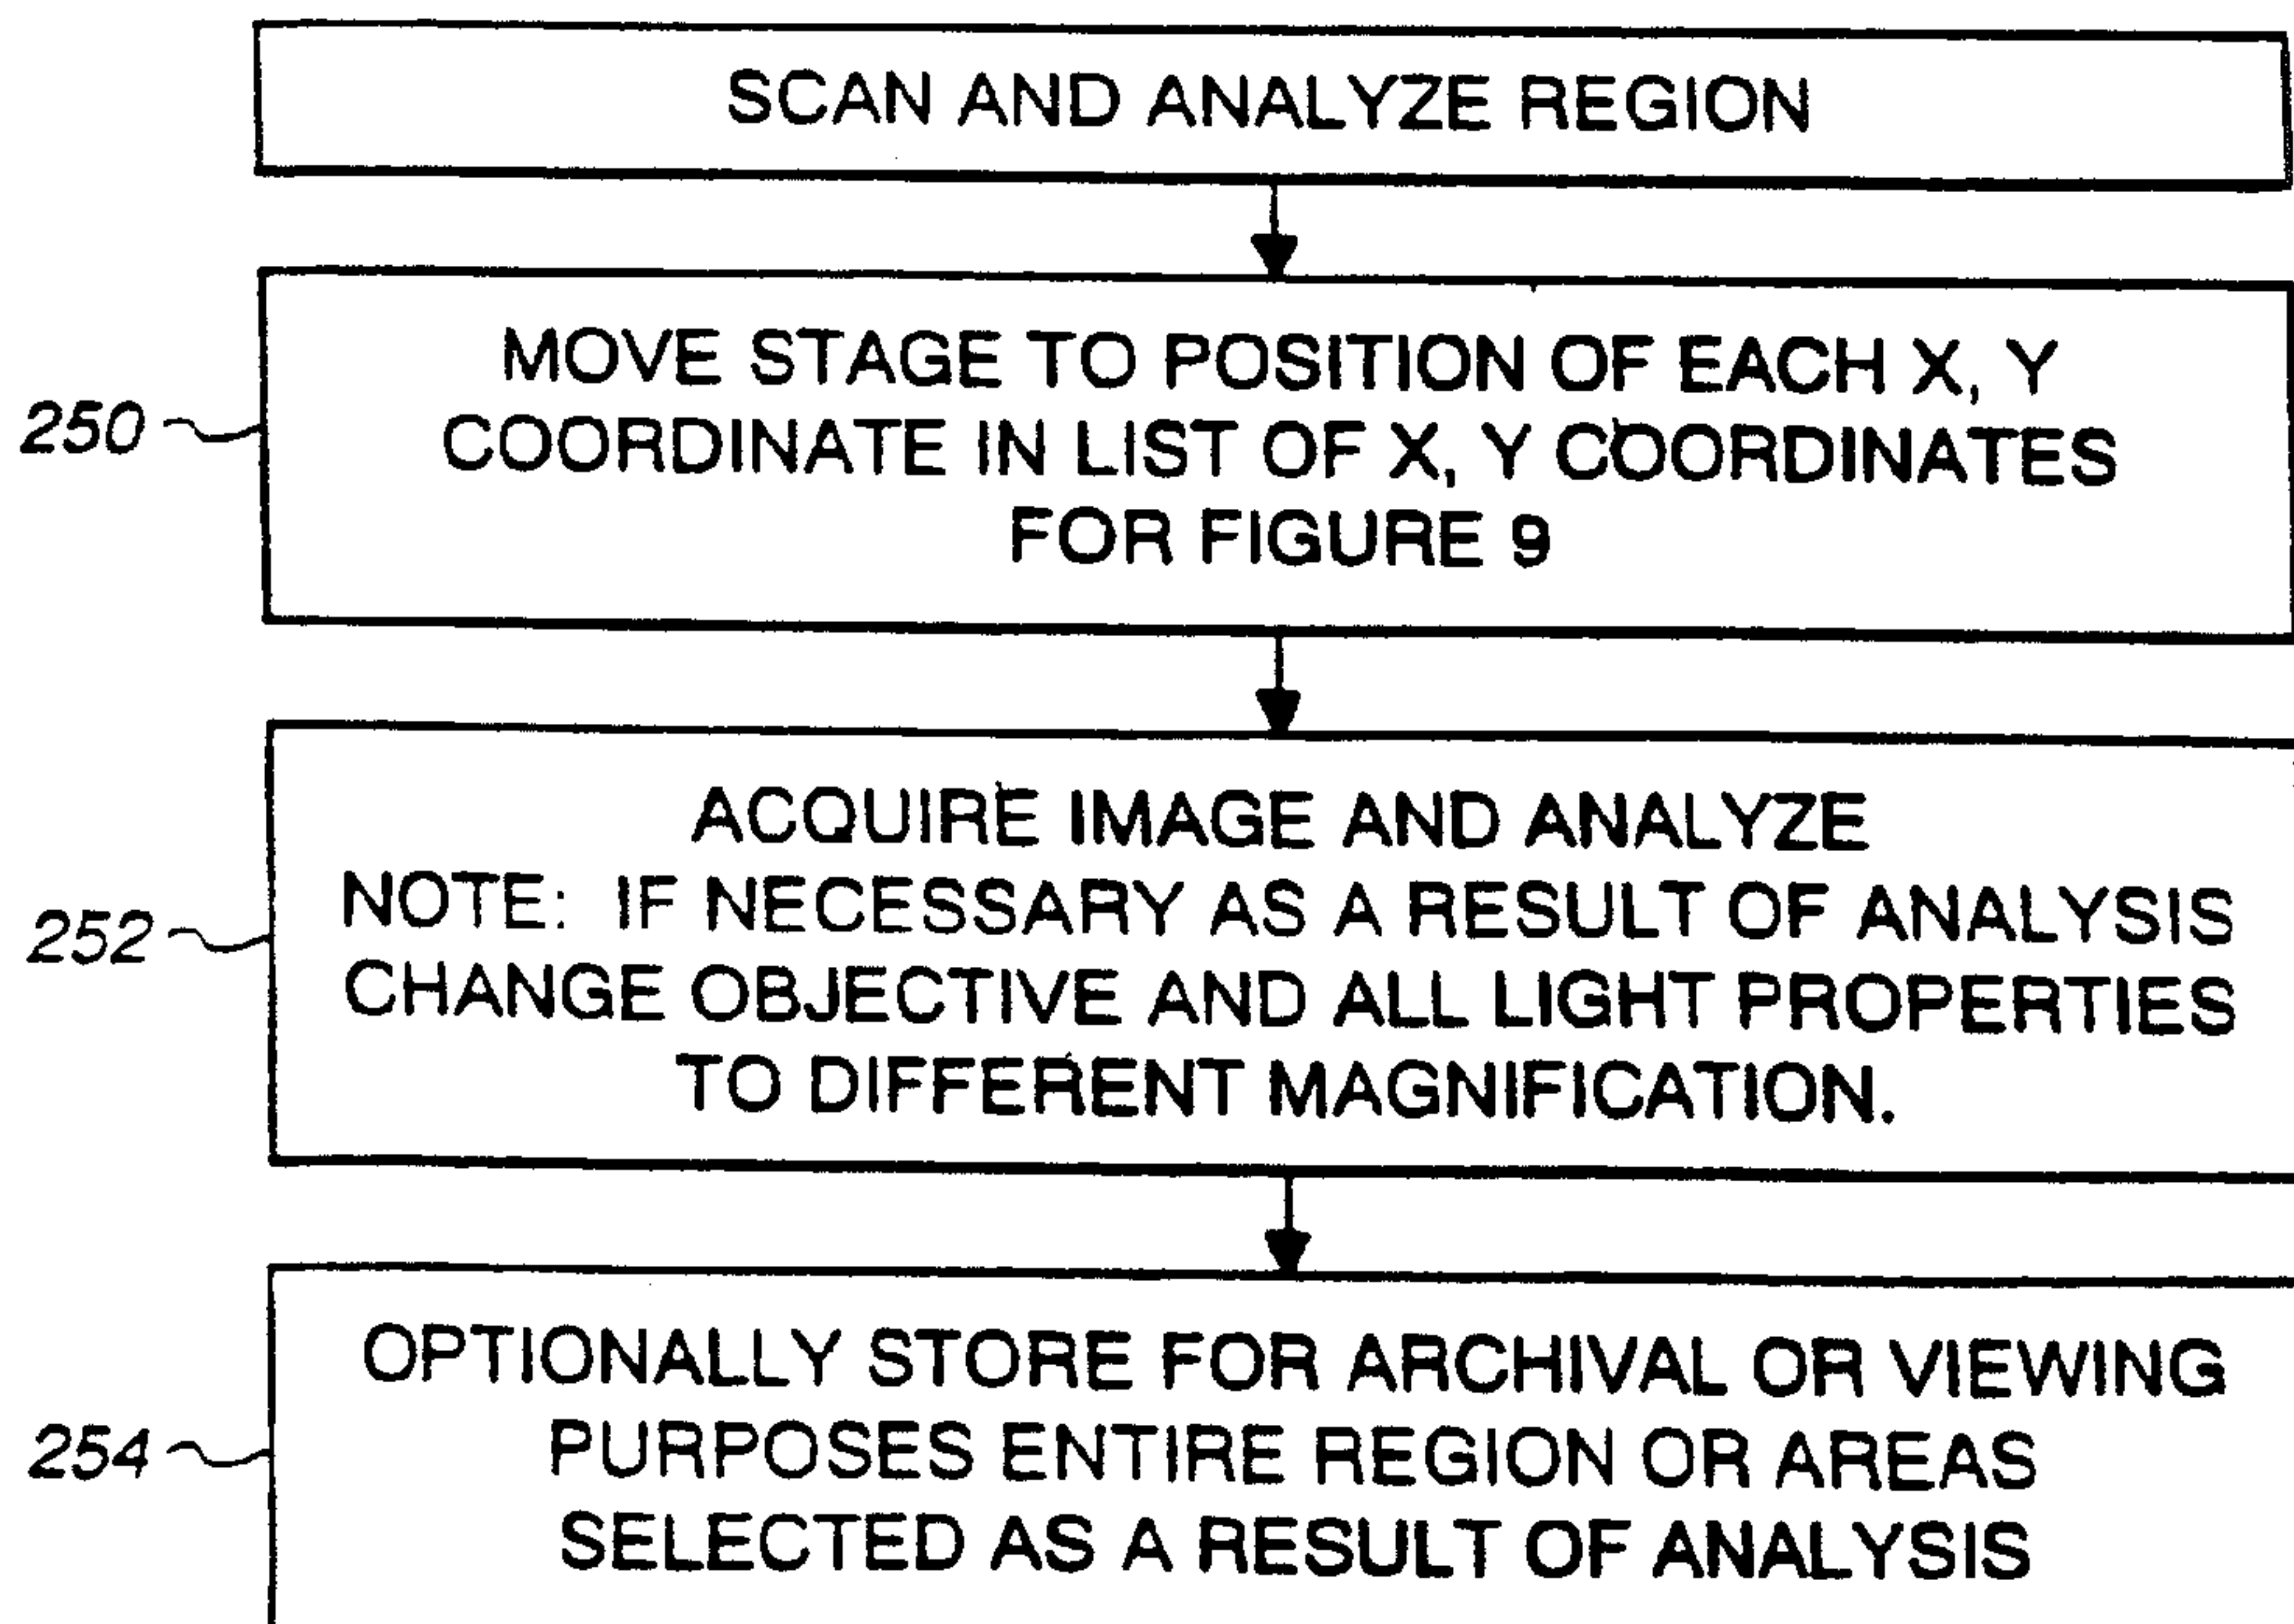 SCAN AND ANALYZE REGION
MOVE STAGE TO POSITION OF EACH X, Y
250
COORDINATE IN LIST OF X, Y COORDINATES
FOR FIGURE 9
ACQUIRE IMAGE AND ANALYZE
NOTE: IF NECESSARY AS A RESULT OF ANALYSIS
252
CHANGE OBJECTIVE AND ALL LIGHT PROPERTIES
TO DIFFERENT MAGNIFICATION.
OPTIONALLY STORE FOR ARCHIVAL OR VIEWING
254
PURPOSES ENTIRE REGION OR AREAS
SELECTED AS A RESULT OF ANALYSIS